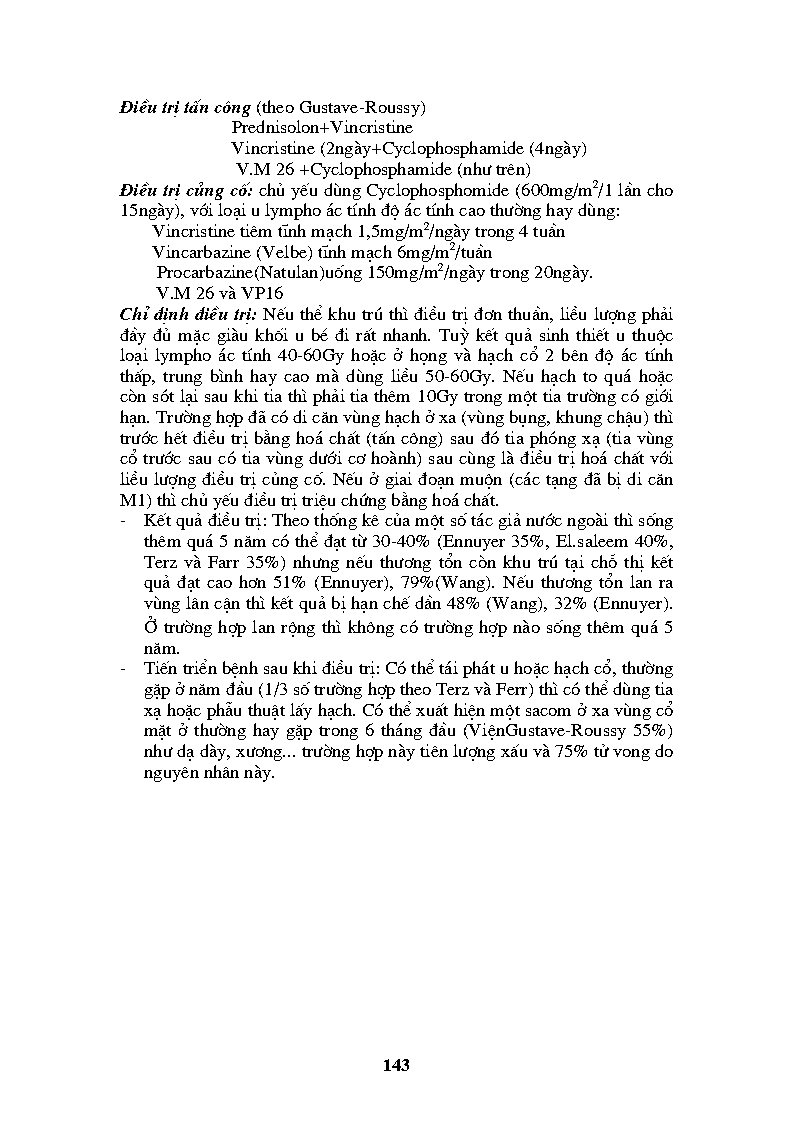 Điều trị tấn công (theo Gustave-Roussy)
Prednisolon+Vincristine
Vincristine (2ngày+Cyclophosphamide (4ngày)
V.M 26 +Cyclophosphamide (như trên)
Điều trị củng cố: chủ yếu dùng Cyclophosphomide (600mg/m²/1 lần cho
15ngày), với loại u lympho ác tính độ ác tính cao thường hay dùng:
Vincristine tiêm tĩnh mạch 1,5mg/m²/ngày trong 4 tuần
Vincarbazine (Velbe) tĩnh mạch 6mg/m²/tuần
Procarbazine(Natulan)uống 150mg/m²/ngày trong 20ngày.
V.M 26 và VP16
Chỉ định điều trị: Nếu thể khu trú thì điều trị đơn thuần, liều lượng phải
đầy đủ mặc giàu khối u bé đi rất nhanh. Tuỳ kết quả sinh thiết u thuộc
loại lympho ác tính 40-60Gy hoặc ở họng và hạch cổ 2 bên độ ác tính
thấp, trung bình hay cao mà dùng liều 50-60Gy. Nếu hạch to quá hoặc
còn sót lại sau khi tia thì phải tia thêm 10Gy trong một tia trường có giới
hạn. Trường hợp đã có di căn vùng hạch ở xa (vùng bụng, khung chậu) thì
trước hết điều trị bằng hoá chất (tấn công) sau đó tia phóng xạ (tia vùng
cổ trước sau có tia vùng dưới cơ hoành) sau cùng là điều trị hoá chất với
liều lượng điều trị củng cố. Nếu ở giai đoạn muộn (các tạng đã bị di căn
M1) thì chủ yếu điều trị triệu chứng bằng hoá chất.
- Kết quả điều trị: Theo thống kê của một số tác giả nước ngoài thì sống
thêm quá 5 năm có thể đạt từ 30-40% (Ennuyer 35%, El.saleem 40%,
Terz và Farr 35%) nhưng nếu thương tổn còn khu trú tại chỗ thị kết
quả đạt cao hơn 51% (Ennuyer), 79%(Wang). Nếu thương tổn lan ra
vùng lân cận thì kết quả bị hạn chế dần 48% (Wang), 32% (Ennuyer).
Ở trường hợp lan rộng thì không có trường hợp nào sống thêm quá 5
năm.
- Tiến triển bệnh sau khi điều trị: Có thể tái phát u hoặc hạch cổ, thường
gặp ở năm đầu (1/3 số trường hợp theo Terz và Ferr) thì có thể dùng tia
xạ hoặc phẫu thuật lấy hạch. Có thể xuất hiện một sacom ở xa vùng cổ
mặt ở thường hay gặp trong 6 tháng đầu (ViệnGustave-Roussy 55%)
như dạ dày, xương... trường hợp này tiên lượng xấu và 75% tử vong do
nguyên nhân này.
143